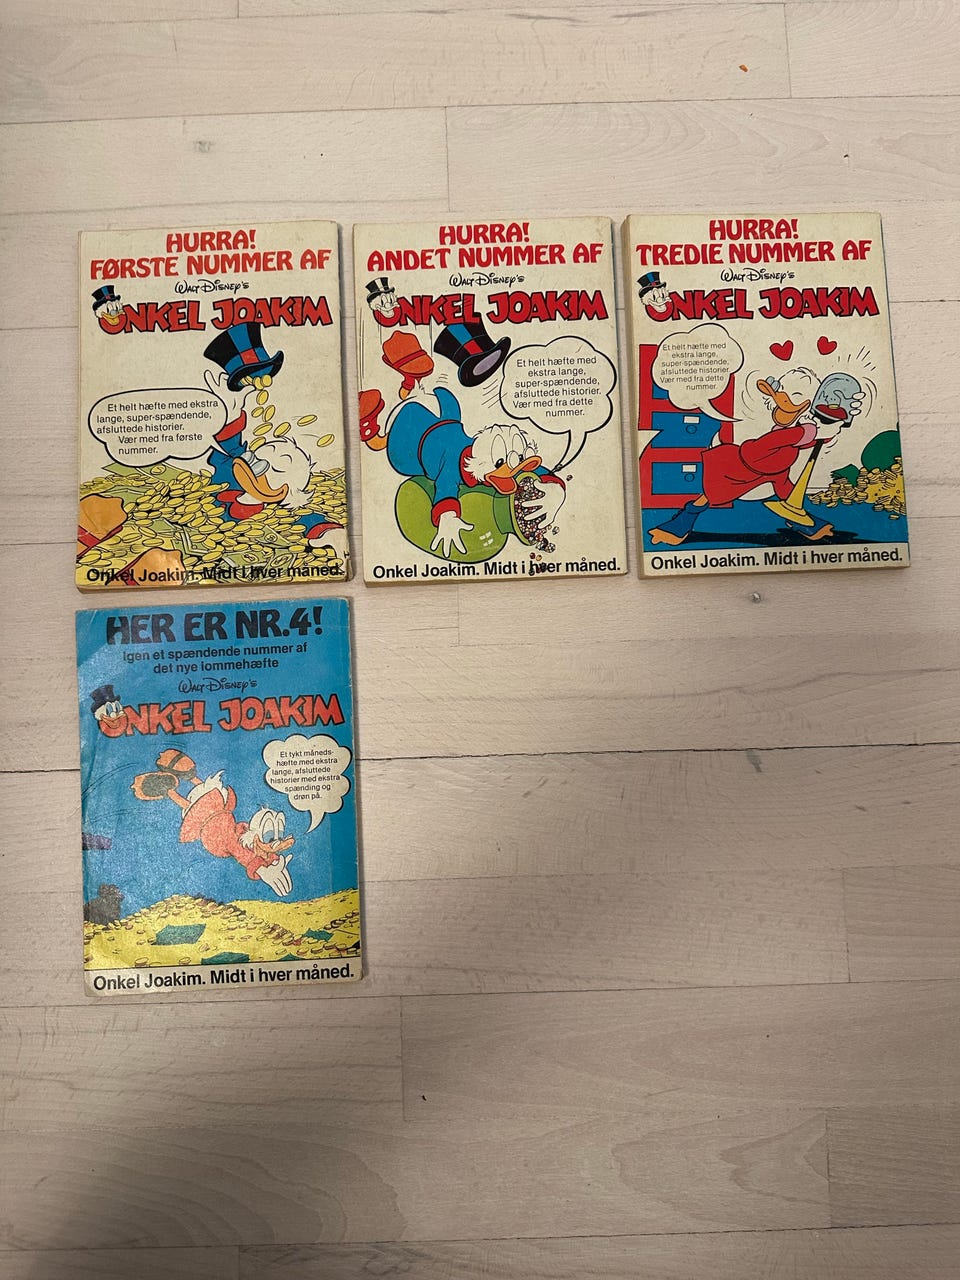 HURRA!
FØRSTE NUMMER AF
WALT DISNEY'S
ONKEL JOAKIM
Et helt hæfte med ekstra
lange, super-spændende,
afsluttede historier.
Vær med fra første
nummer.
Onkel Joakim. Midt i hver måned.
HURRA!
ANDET NUMMER AF
WALT DISNEY'S
ONKEL JOAKIM
Et helt hæfte med
ekstra lange,
super-spændende,
afsluttede historier.
Vær med fra dette
nummer.
Onkel Joakim. Midt i hver måned.
HURRA!
TREDIE NUMMER AF
WALT DISNEY'S
ONKEL JOAKIM
Et helt hæfte med
ekstra lange,
super-spændende,
afsluttede historier.
Vær med fra dette
nummer.
Onkel Joakim. Midt i hver måned.
HER ER NR.4!
Igen et spændende nummer af
det nye lommehæfte
WALT DISNEY'S
ONKEL JOAKIM
Et tykt måneds-
hæfte med ekstra
lange, afsluttede
historier med ekstra
spænding og
drøn på.
Onkel Joakim. Midt i hver måned.